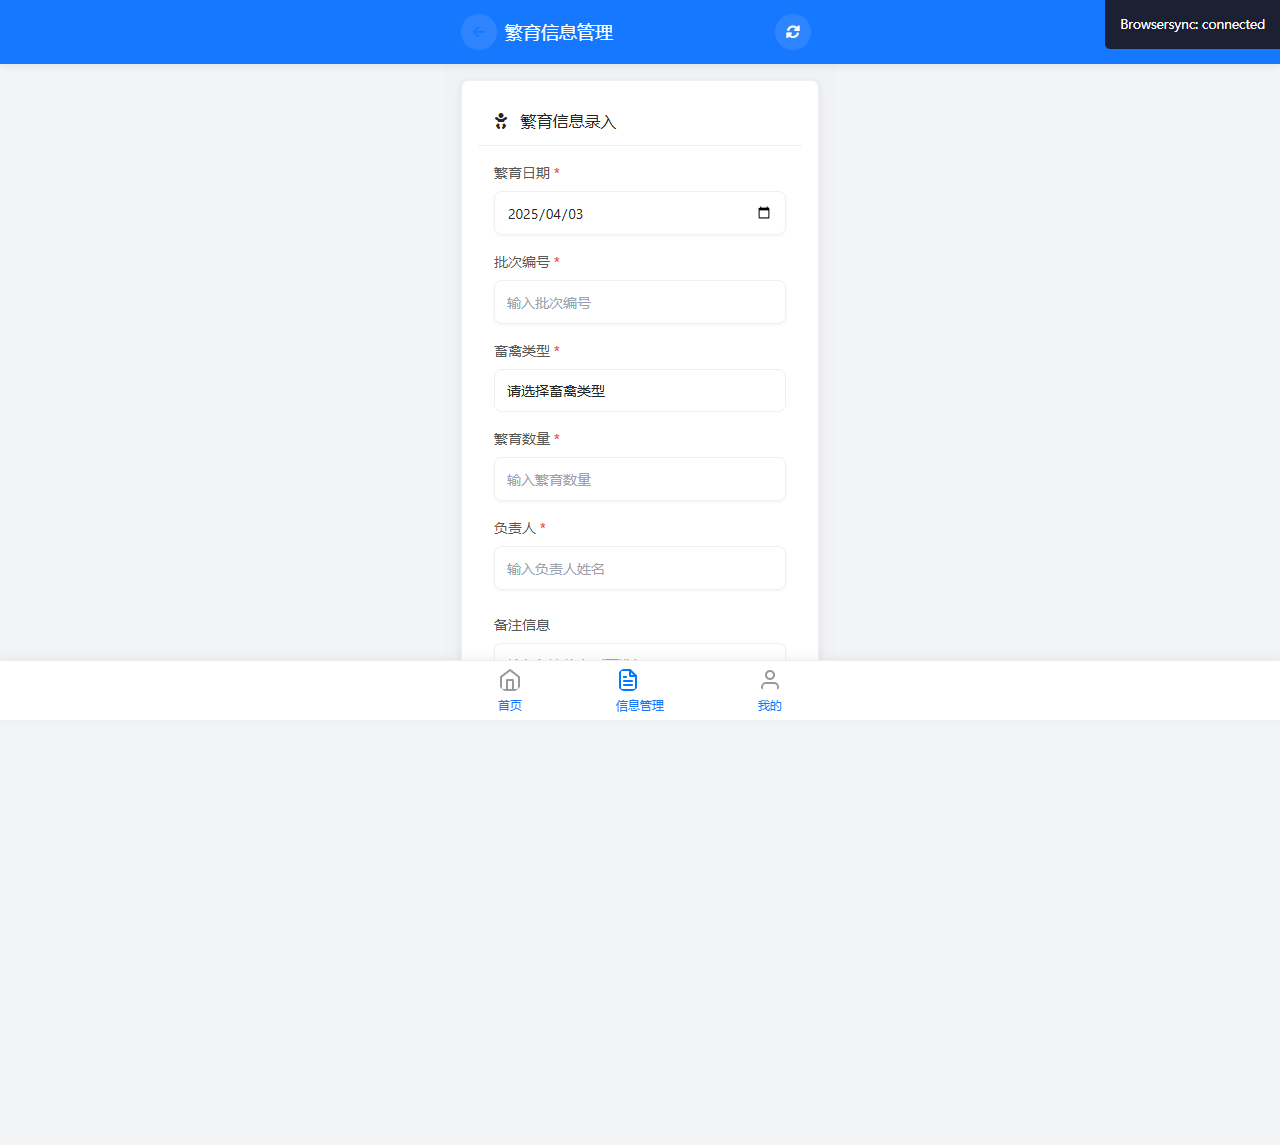 繁育信息管理
Browsersync: connected
繁育信息录入
繁育日期 *
2025/04/03
批次编号 *
输入批次编号
畜禽类型 *
请选择畜禽类型
繁育数量 *
输入繁育数量
负责人 *
输入负责人姓名
备注信息
首页
信息管理
我的